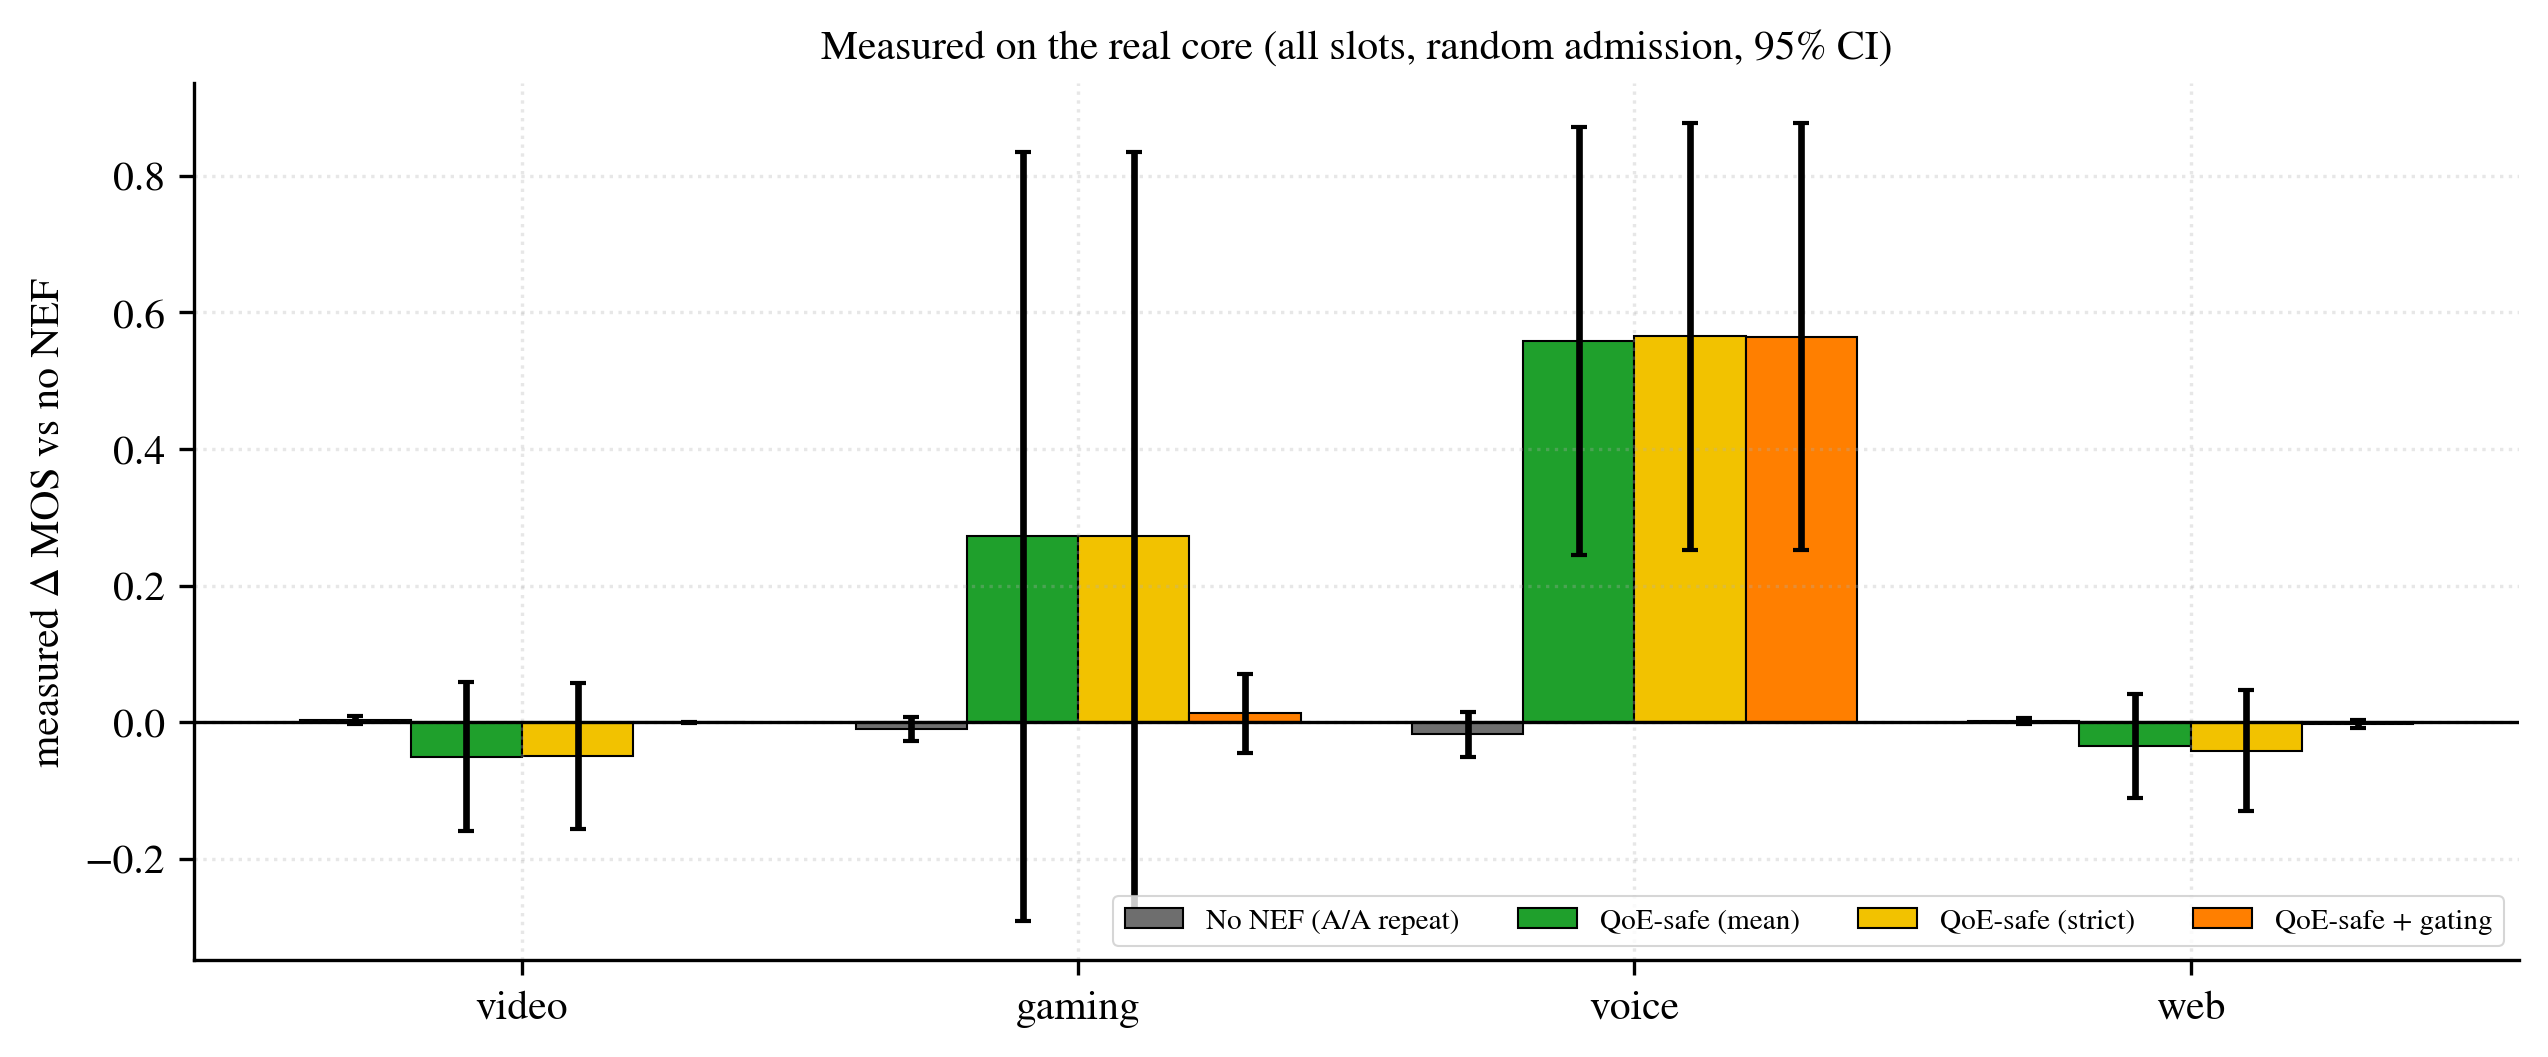 Measured on the real core (all slots, random admission, 95% CI)
measured Δ MOS vs no NEF
0.8
0.6
0.4
0.2
0.0
−0.2
No NEF (A/A repeat)
QoE-safe (mean)
QoE-safe (strict)
QoE-safe + gating
video
gaming
voice
web